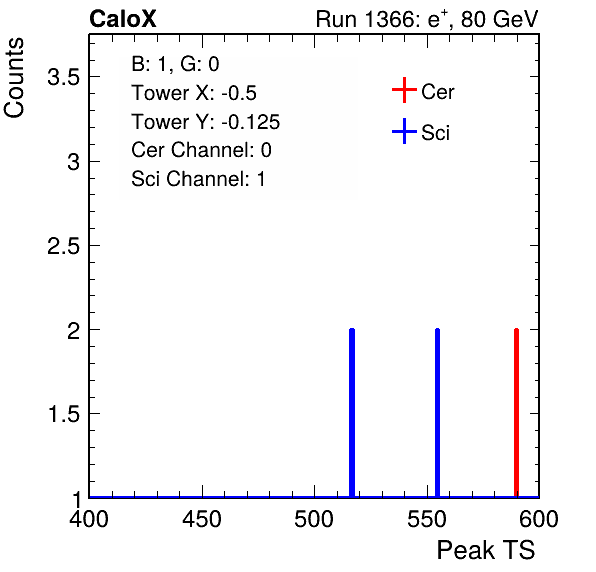 CaloX Run 1366: e+, 80 GeV
Counts
B: 1, G: 0
Tower X: -0.5
Tower Y: -0.125
Cer Channel: 0
Sci Channel: 1
Cer
Sci
3.5
3
2.5
2
1.5
1
400 450 500 550 600
Peak TS